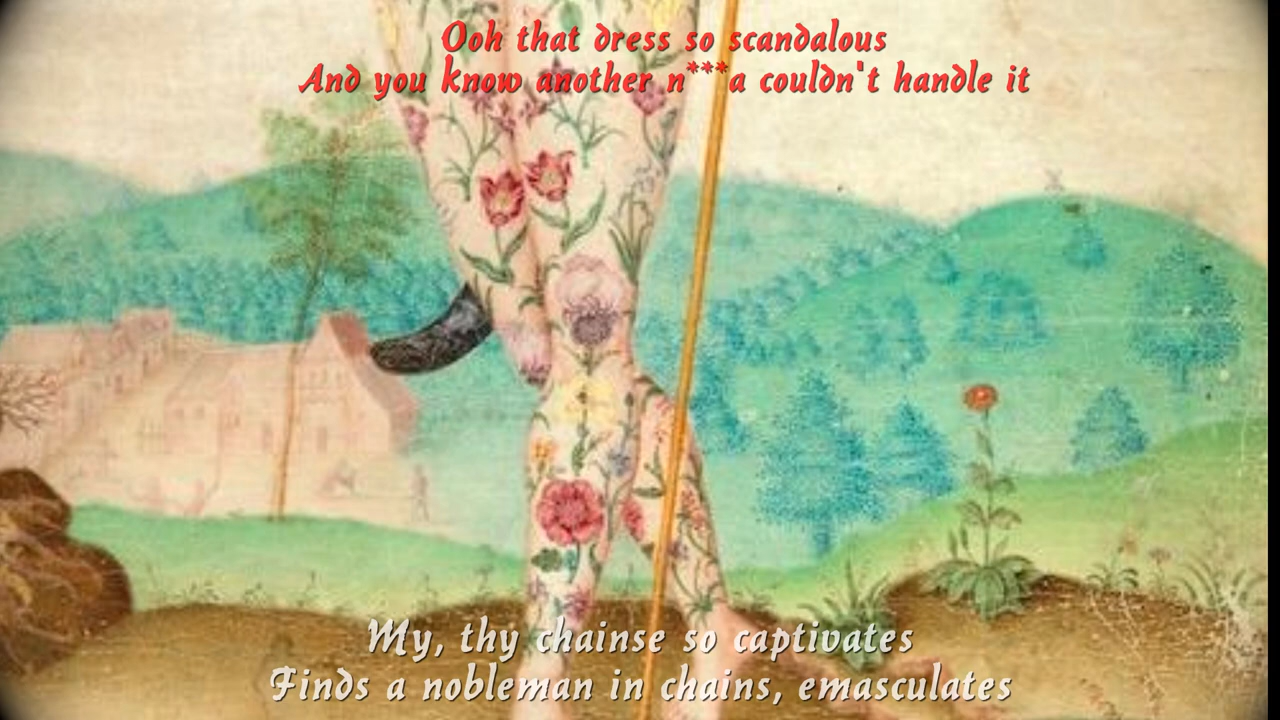 Ooh that dress so scandalous
And you know another n***a couldn't handle it
My, thy chainse so captivates
Finds a nobleman in chains, emasculates